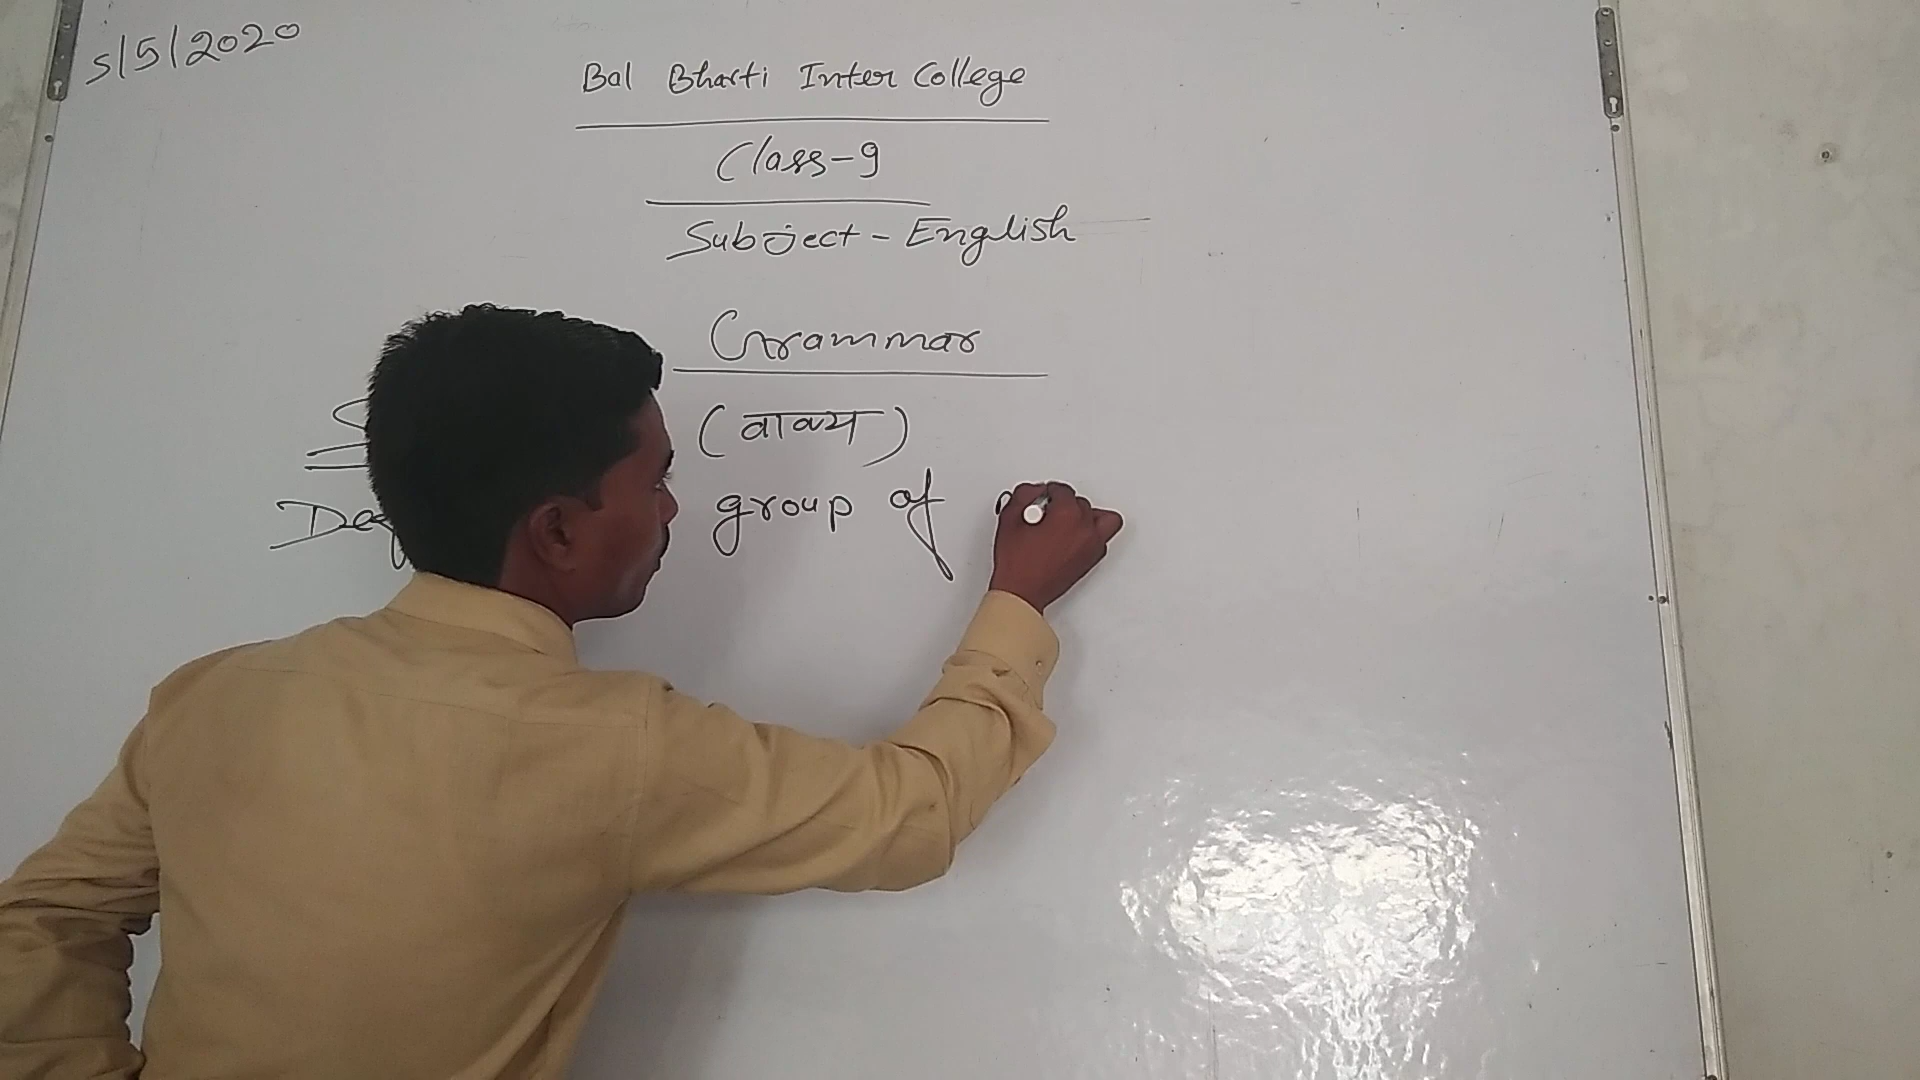 5/5/2020
Bal Bharti Inter College
Class-9
Subject - English
Grammar
(वाक्य)
group of